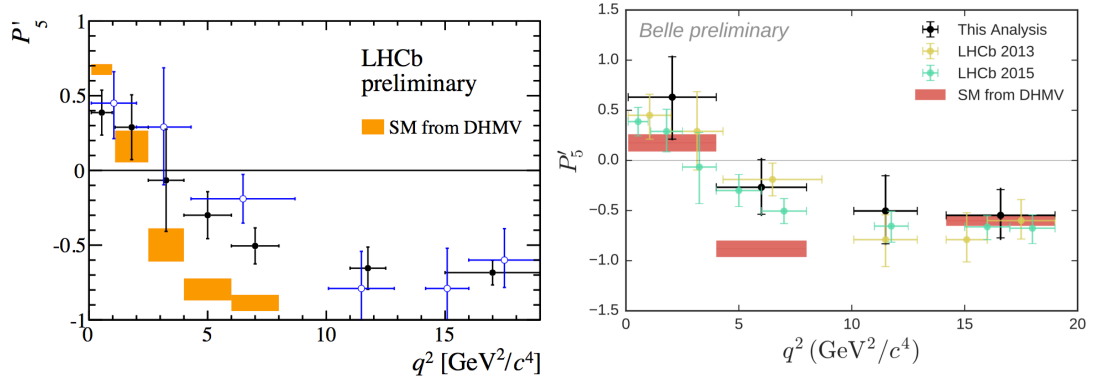 P'5
1
0.5
0
-0.5
-1
0
5
10
15
q² [GeV²/c⁴]
LHCb
preliminary
SM from DHMV
P'5
1.5
1.0
0.5
0.0
−0.5
−1.0
−1.5
0
5
10
15
20
q² (GeV²/c⁴)
Belle preliminary
This Analysis
LHCb 2013
LHCb 2015
SM from DHMV